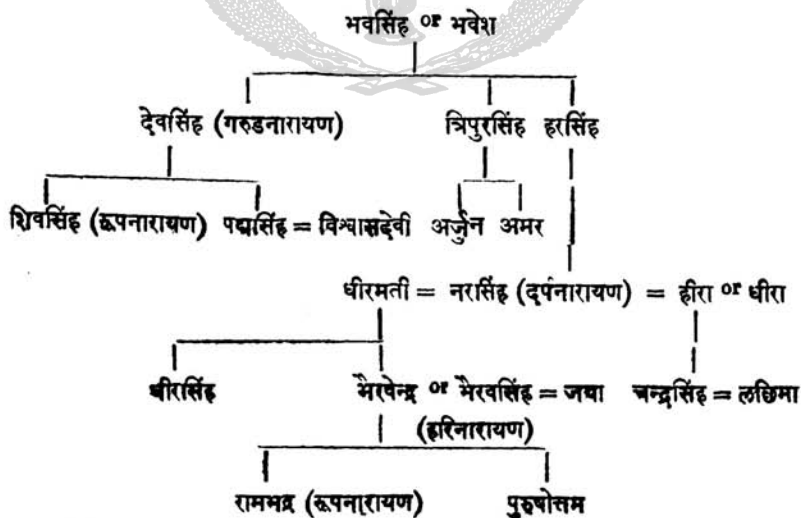 भवसिंह or भवेश
देवसिंह (गरुडनारायण) त्रिपुरसिंह हरसिंह
शिवसिंह (रूपनारायण) पद्मसिंह = विश्वासदेवी अर्जुन अमर
धीरमती = नरसिंह (दर्पनारायण) = हीरा or धीरा
धीरसिंह भैरवेन्द्र or भैरवसिंह = जया चन्द्रसिंह = लछिमा
(हरिनारायण)
रामभद्र (रूपनारायण) पुरुषोत्तम